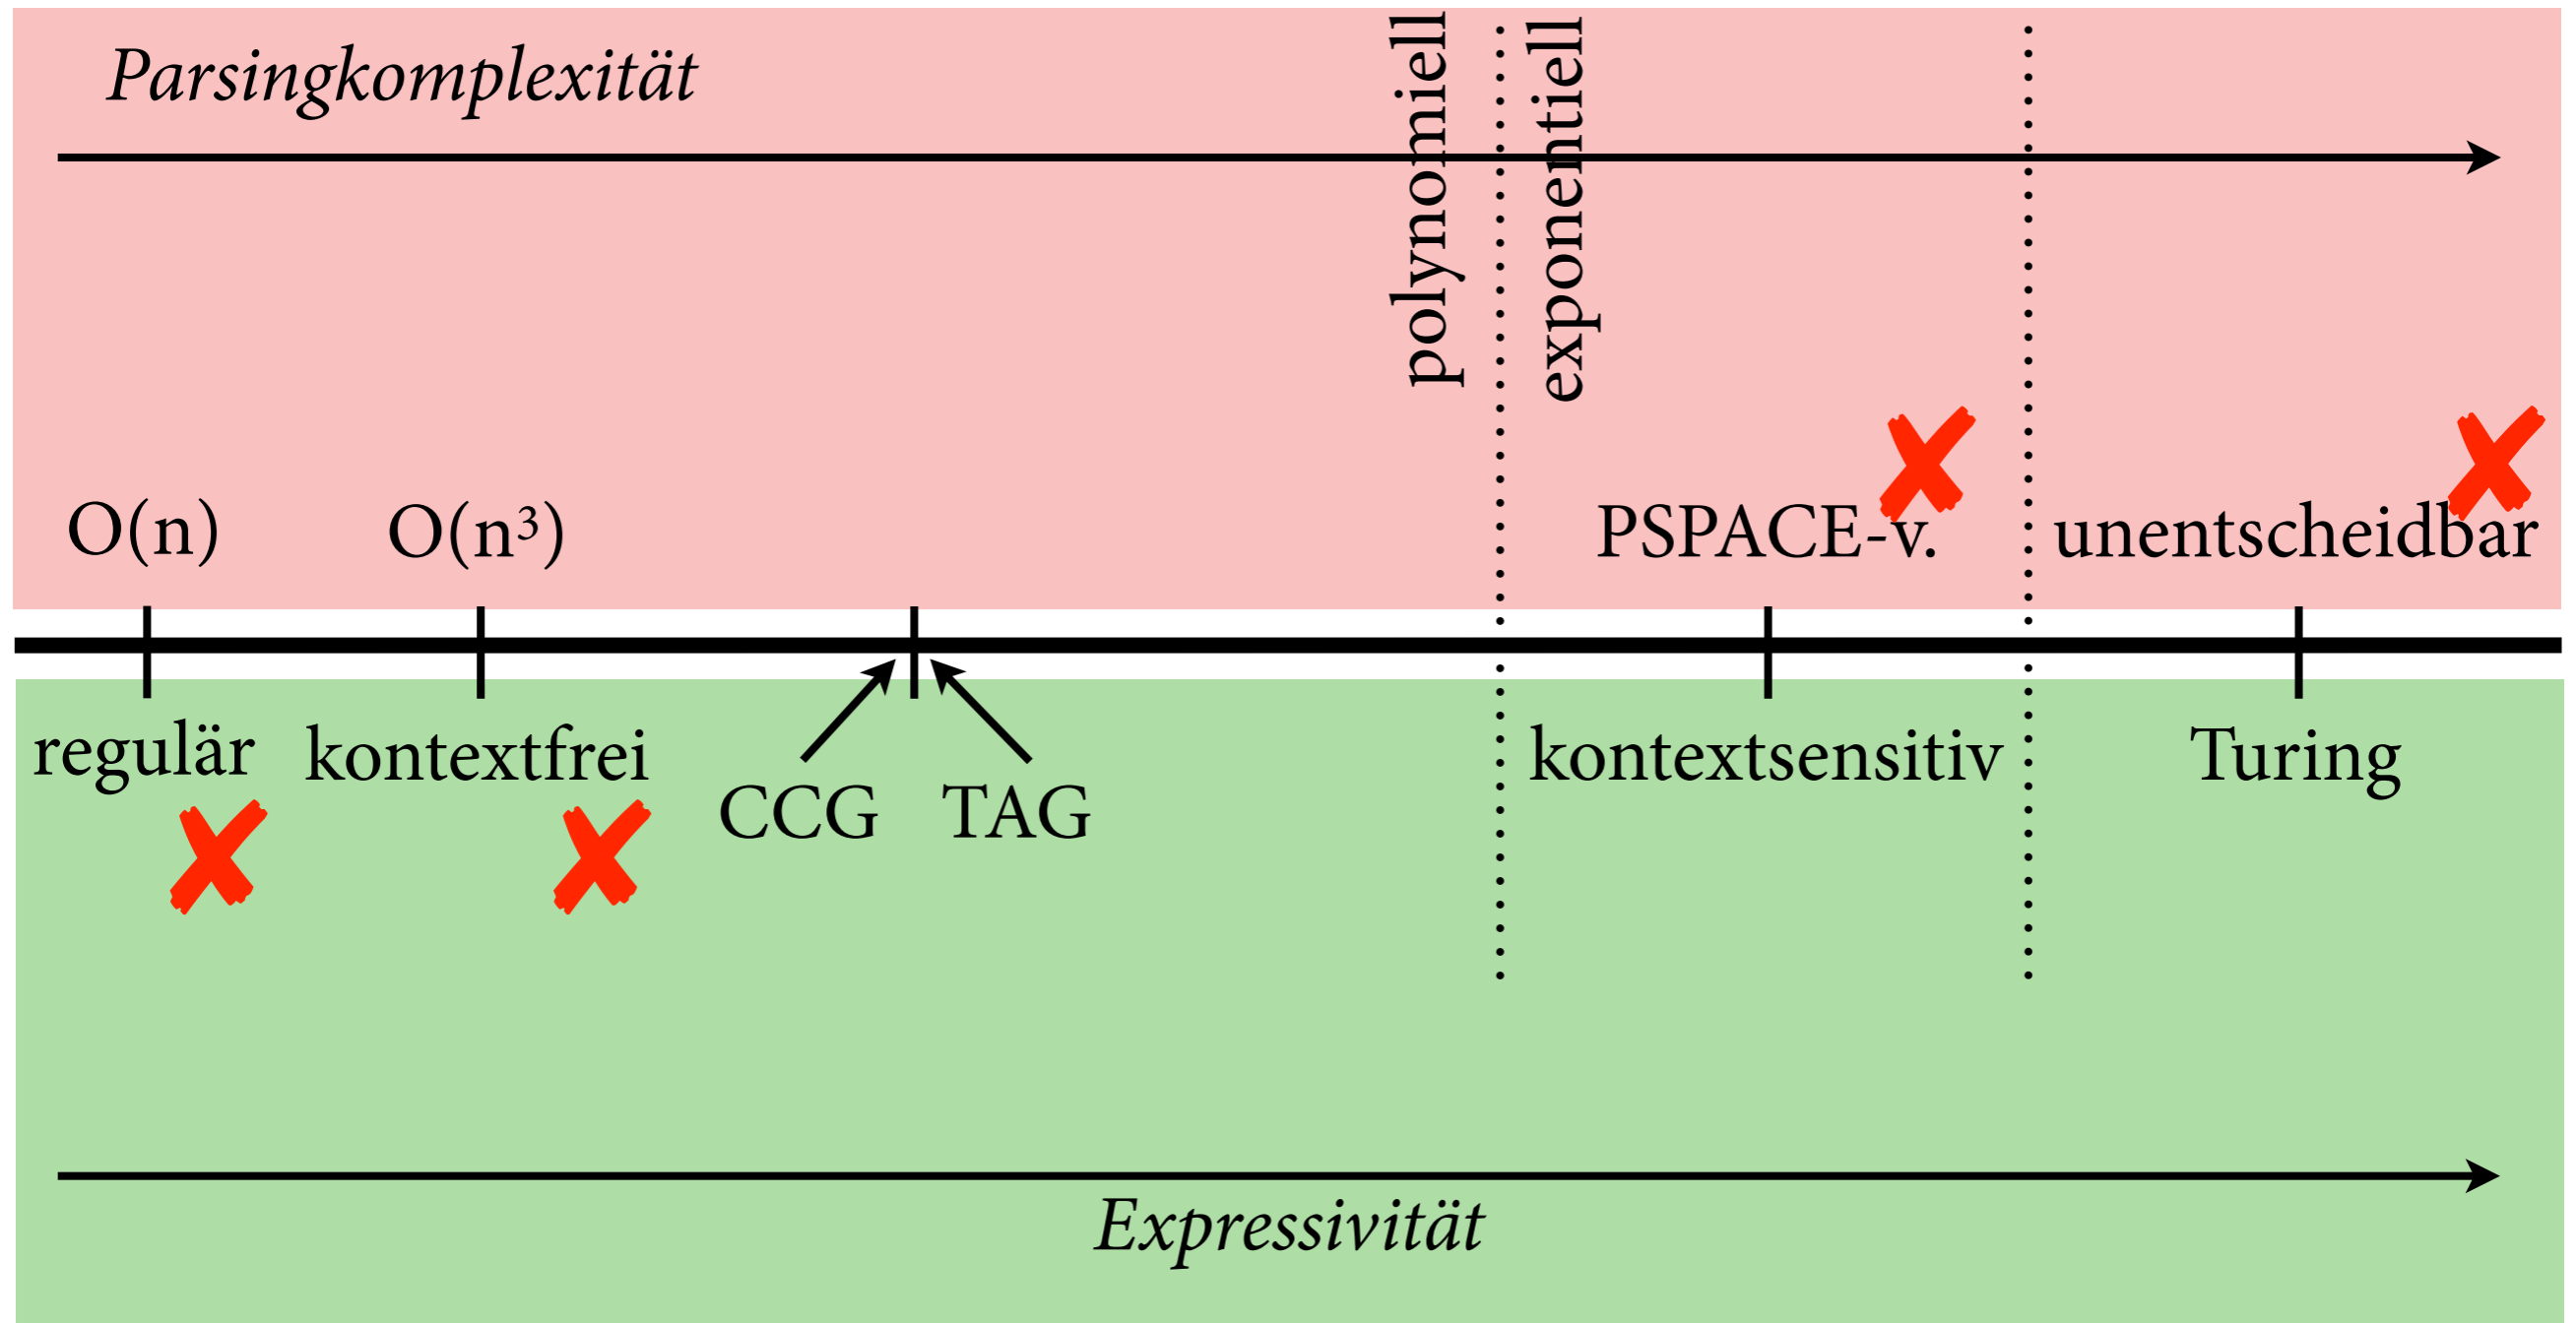 Parsingkomplexität
polynomiell
exponentiell
O(n)
O(n³)
PSPACE-v.
unentscheidbar
regulär
kontextfrei
CCG
TAG
kontextsensitiv
Turing
Expressivität